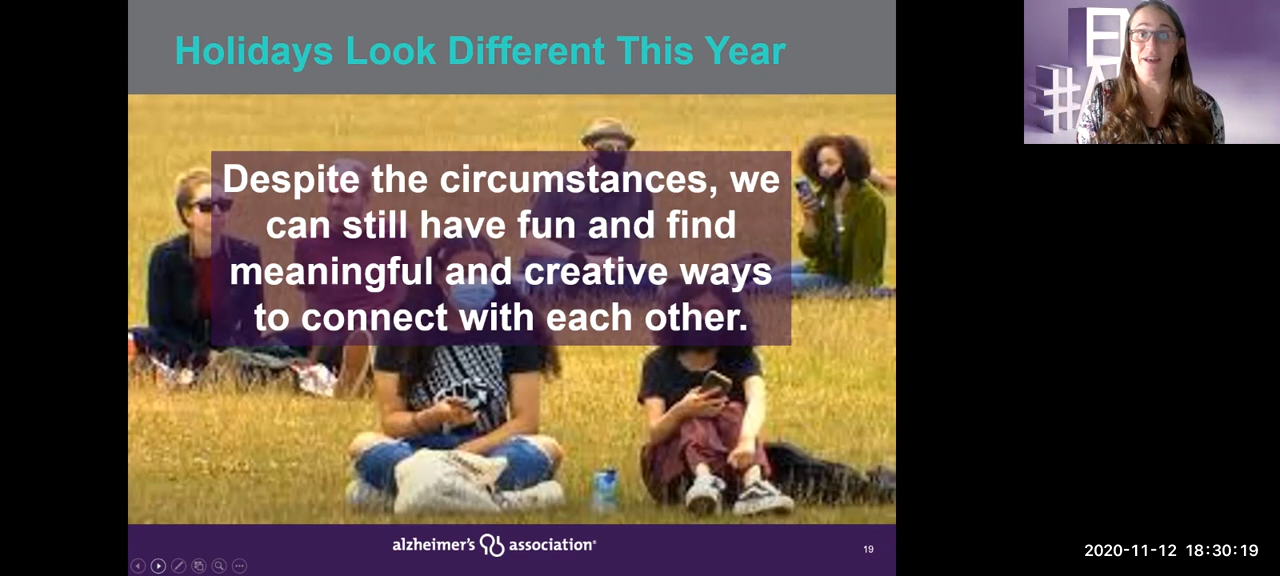 Holidays Look Different This Year
Despite the circumstances, we
can still have fun and find
meaningful and creative ways
to connect with each other.
alzheimer's association®
19
2020-11-12 18:30:19